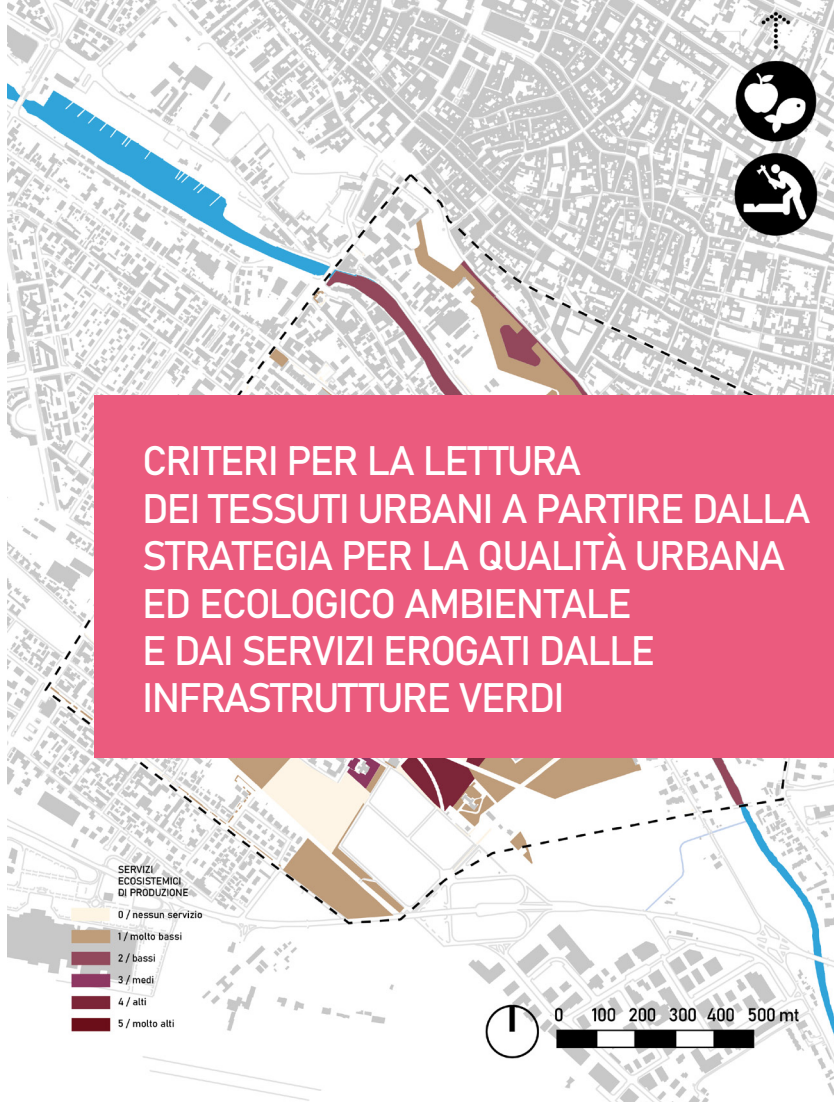 CRITERI PER LA LETTURA
DEI TESSUTI URBANI A PARTIRE DALLA
STRATEGIA PER LA QUALITÀ URBANA
ED ECOLOGICO AMBIENTALE
E DAI SERVIZI EROGATI DALLE
INFRASTRUTTURE VERDI
SERVIZI
ECOSISTEMICI
DI PRODUZIONE
0 / nessun servizio
1 / molto bassi
2 / bassi
3 / medi
4 / alti
5 / molto alti
0 100 200 300 400 500 mt